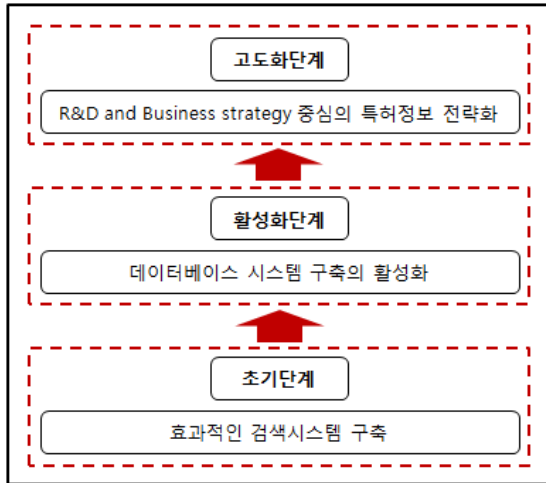 고도화단계
R&D and Business strategy 중심의 특허정보 전략화
활성화단계
데이터베이스 시스템 구축의 활성화
초기단계
효과적인 검색시스템 구축